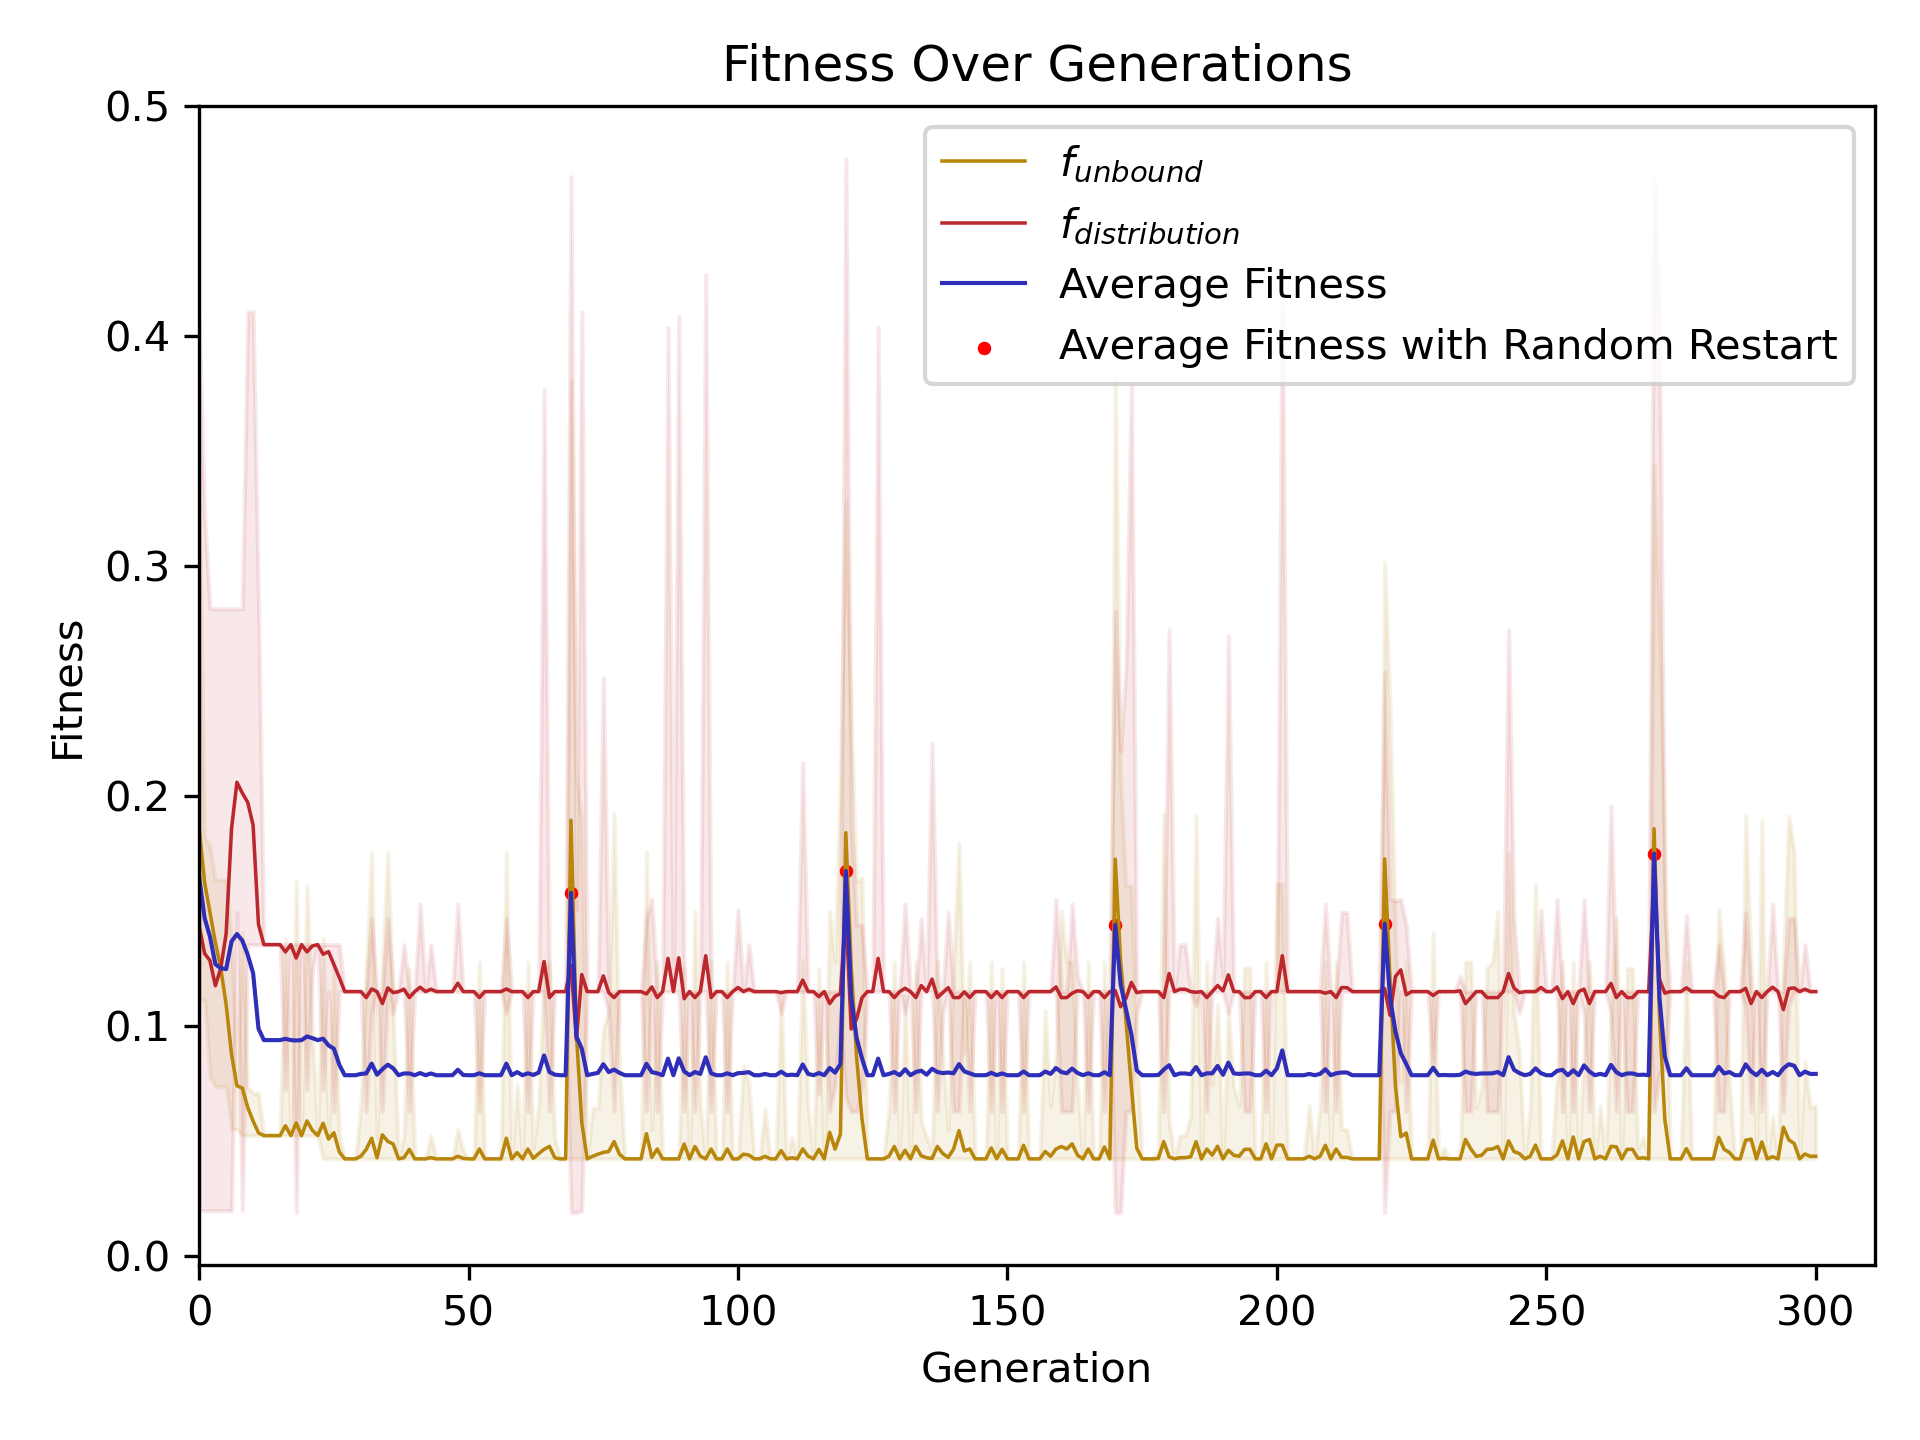 Fitness Over Generations
0.5
0.4
0.3
0.2
0.1
0.0
Fitness
f_unbound
f_distribution
Average Fitness
Average Fitness with Random Restart
0 50 100 150 200 250 300
Generation